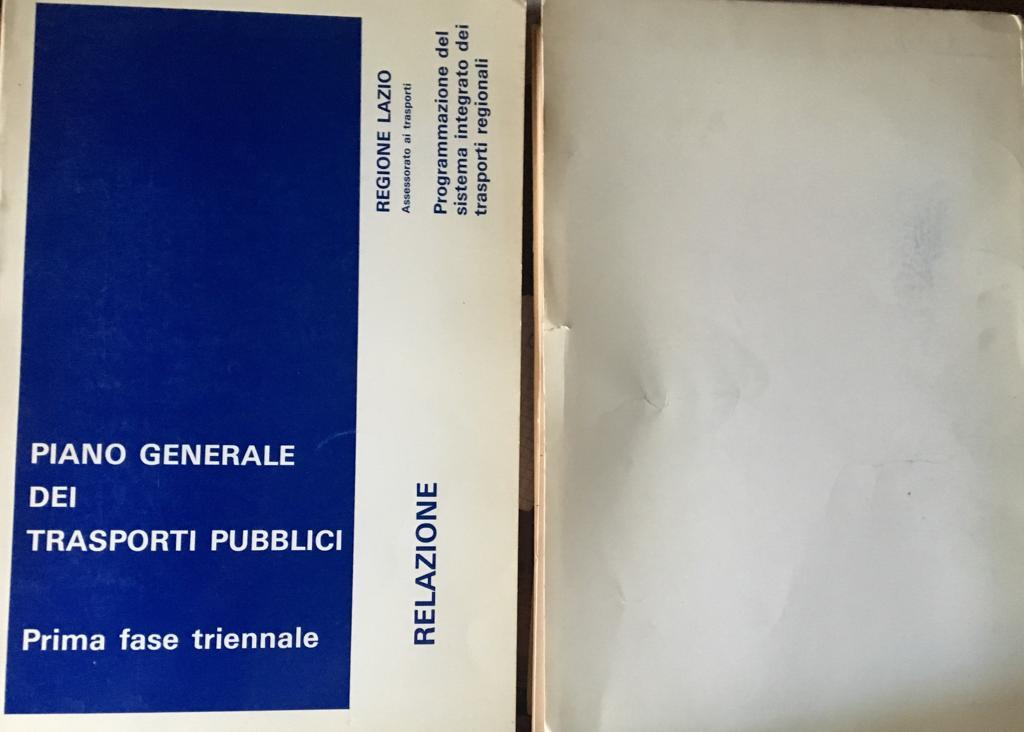 PIANO GENERALE
DEI
TRASPORTI PUBBLICI
Prima fase triennale
REGIONE LAZIO
Assessorato ai trasporti
Programmazione del
sistema integrato dei
trasporti regionali
RELAZIONE